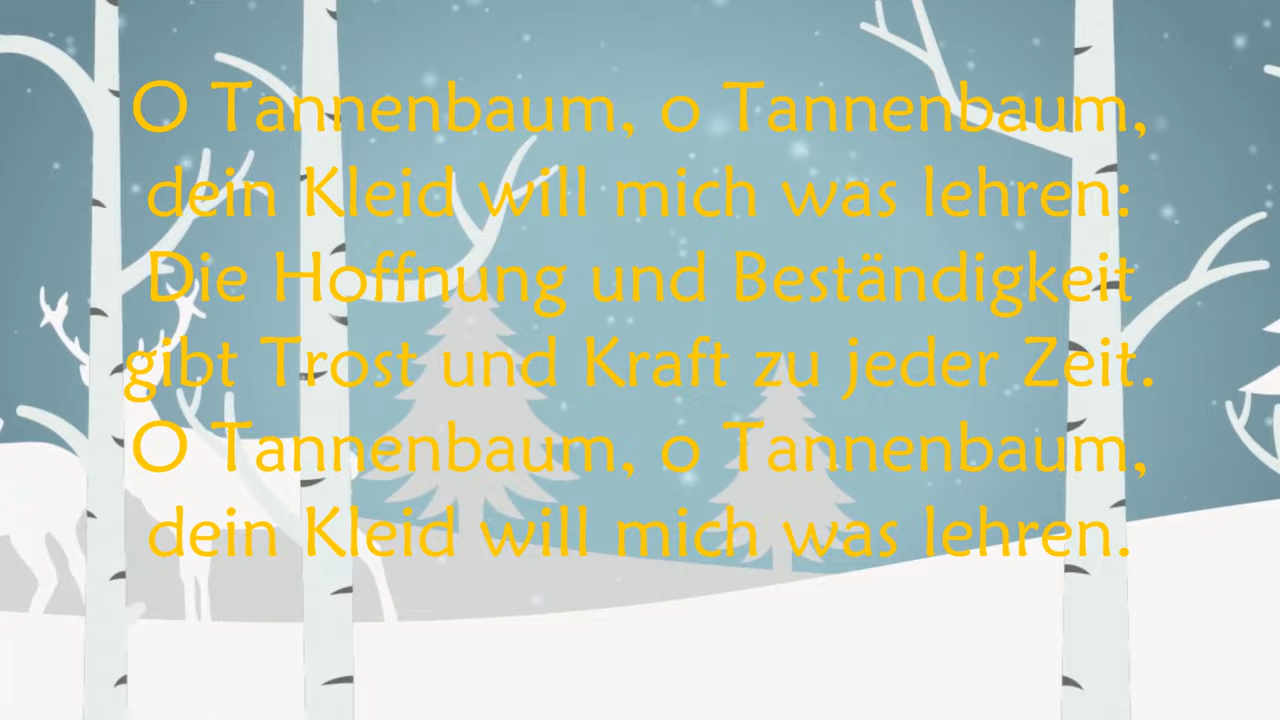 O Tannenbaum, o Tannenbaum,
dein Kleid will mich was lehren:
Die Hoffnung und Beständigkeit
gibt Trost und Kraft zu jeder Zeit.
O Tannenbaum, o Tannenbaum,
dein Kleid will mich was lehren.